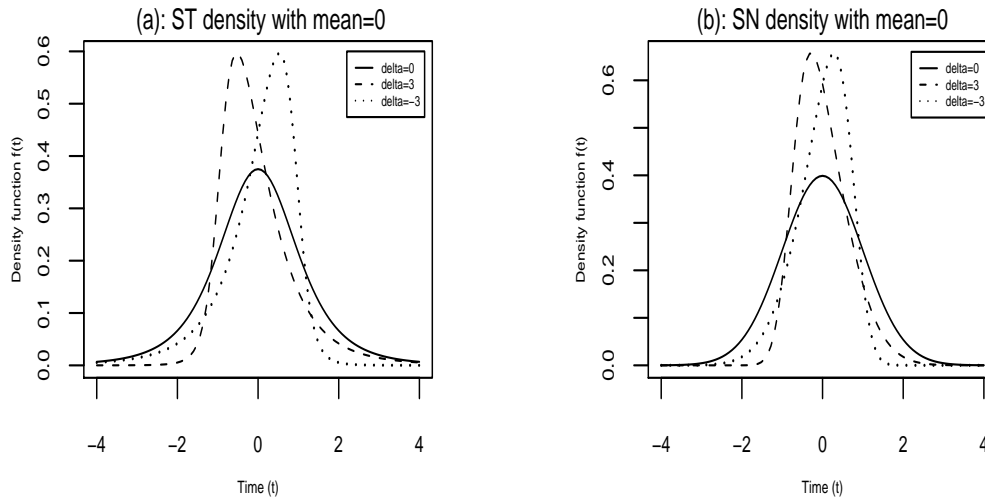 (a): ST density with mean=0
delta=0
delta=3
delta=−3
Density function f(t)
0.0
0.1
0.2
0.3
0.4
0.5
0.6
−4
−2
0
2
4
Time (t)
(b): SN density with mean=0
delta=0
delta=3
delta=−3
Density function f(t)
0.0
0.2
0.4
0.6
−4
−2
0
2
4
Time (t)